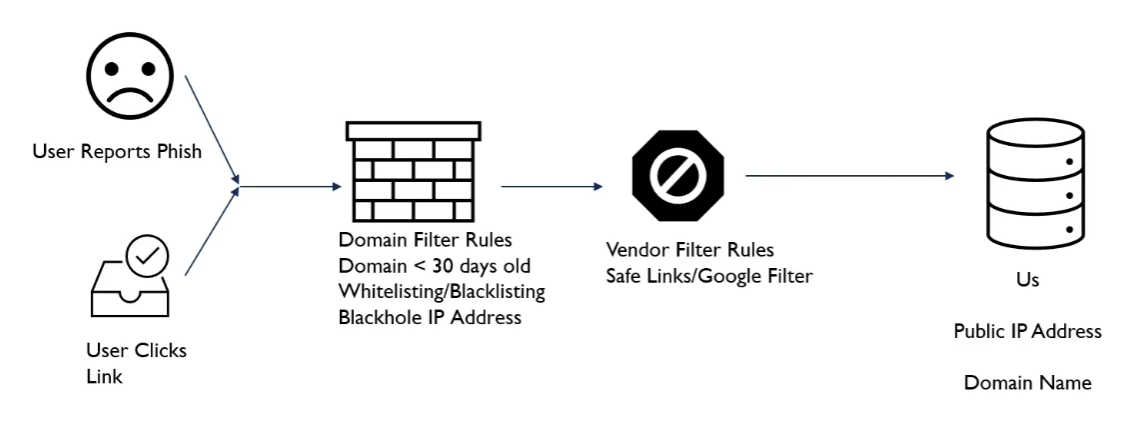 User Reports Phish
User Clicks
Link
Domain Filter Rules
Domain < 30 days old
Whitelisting/Blacklisting
Blackhole IP Address
Vendor Filter Rules
Safe Links/Google Filter
Us
Public IP Address
Domain Name